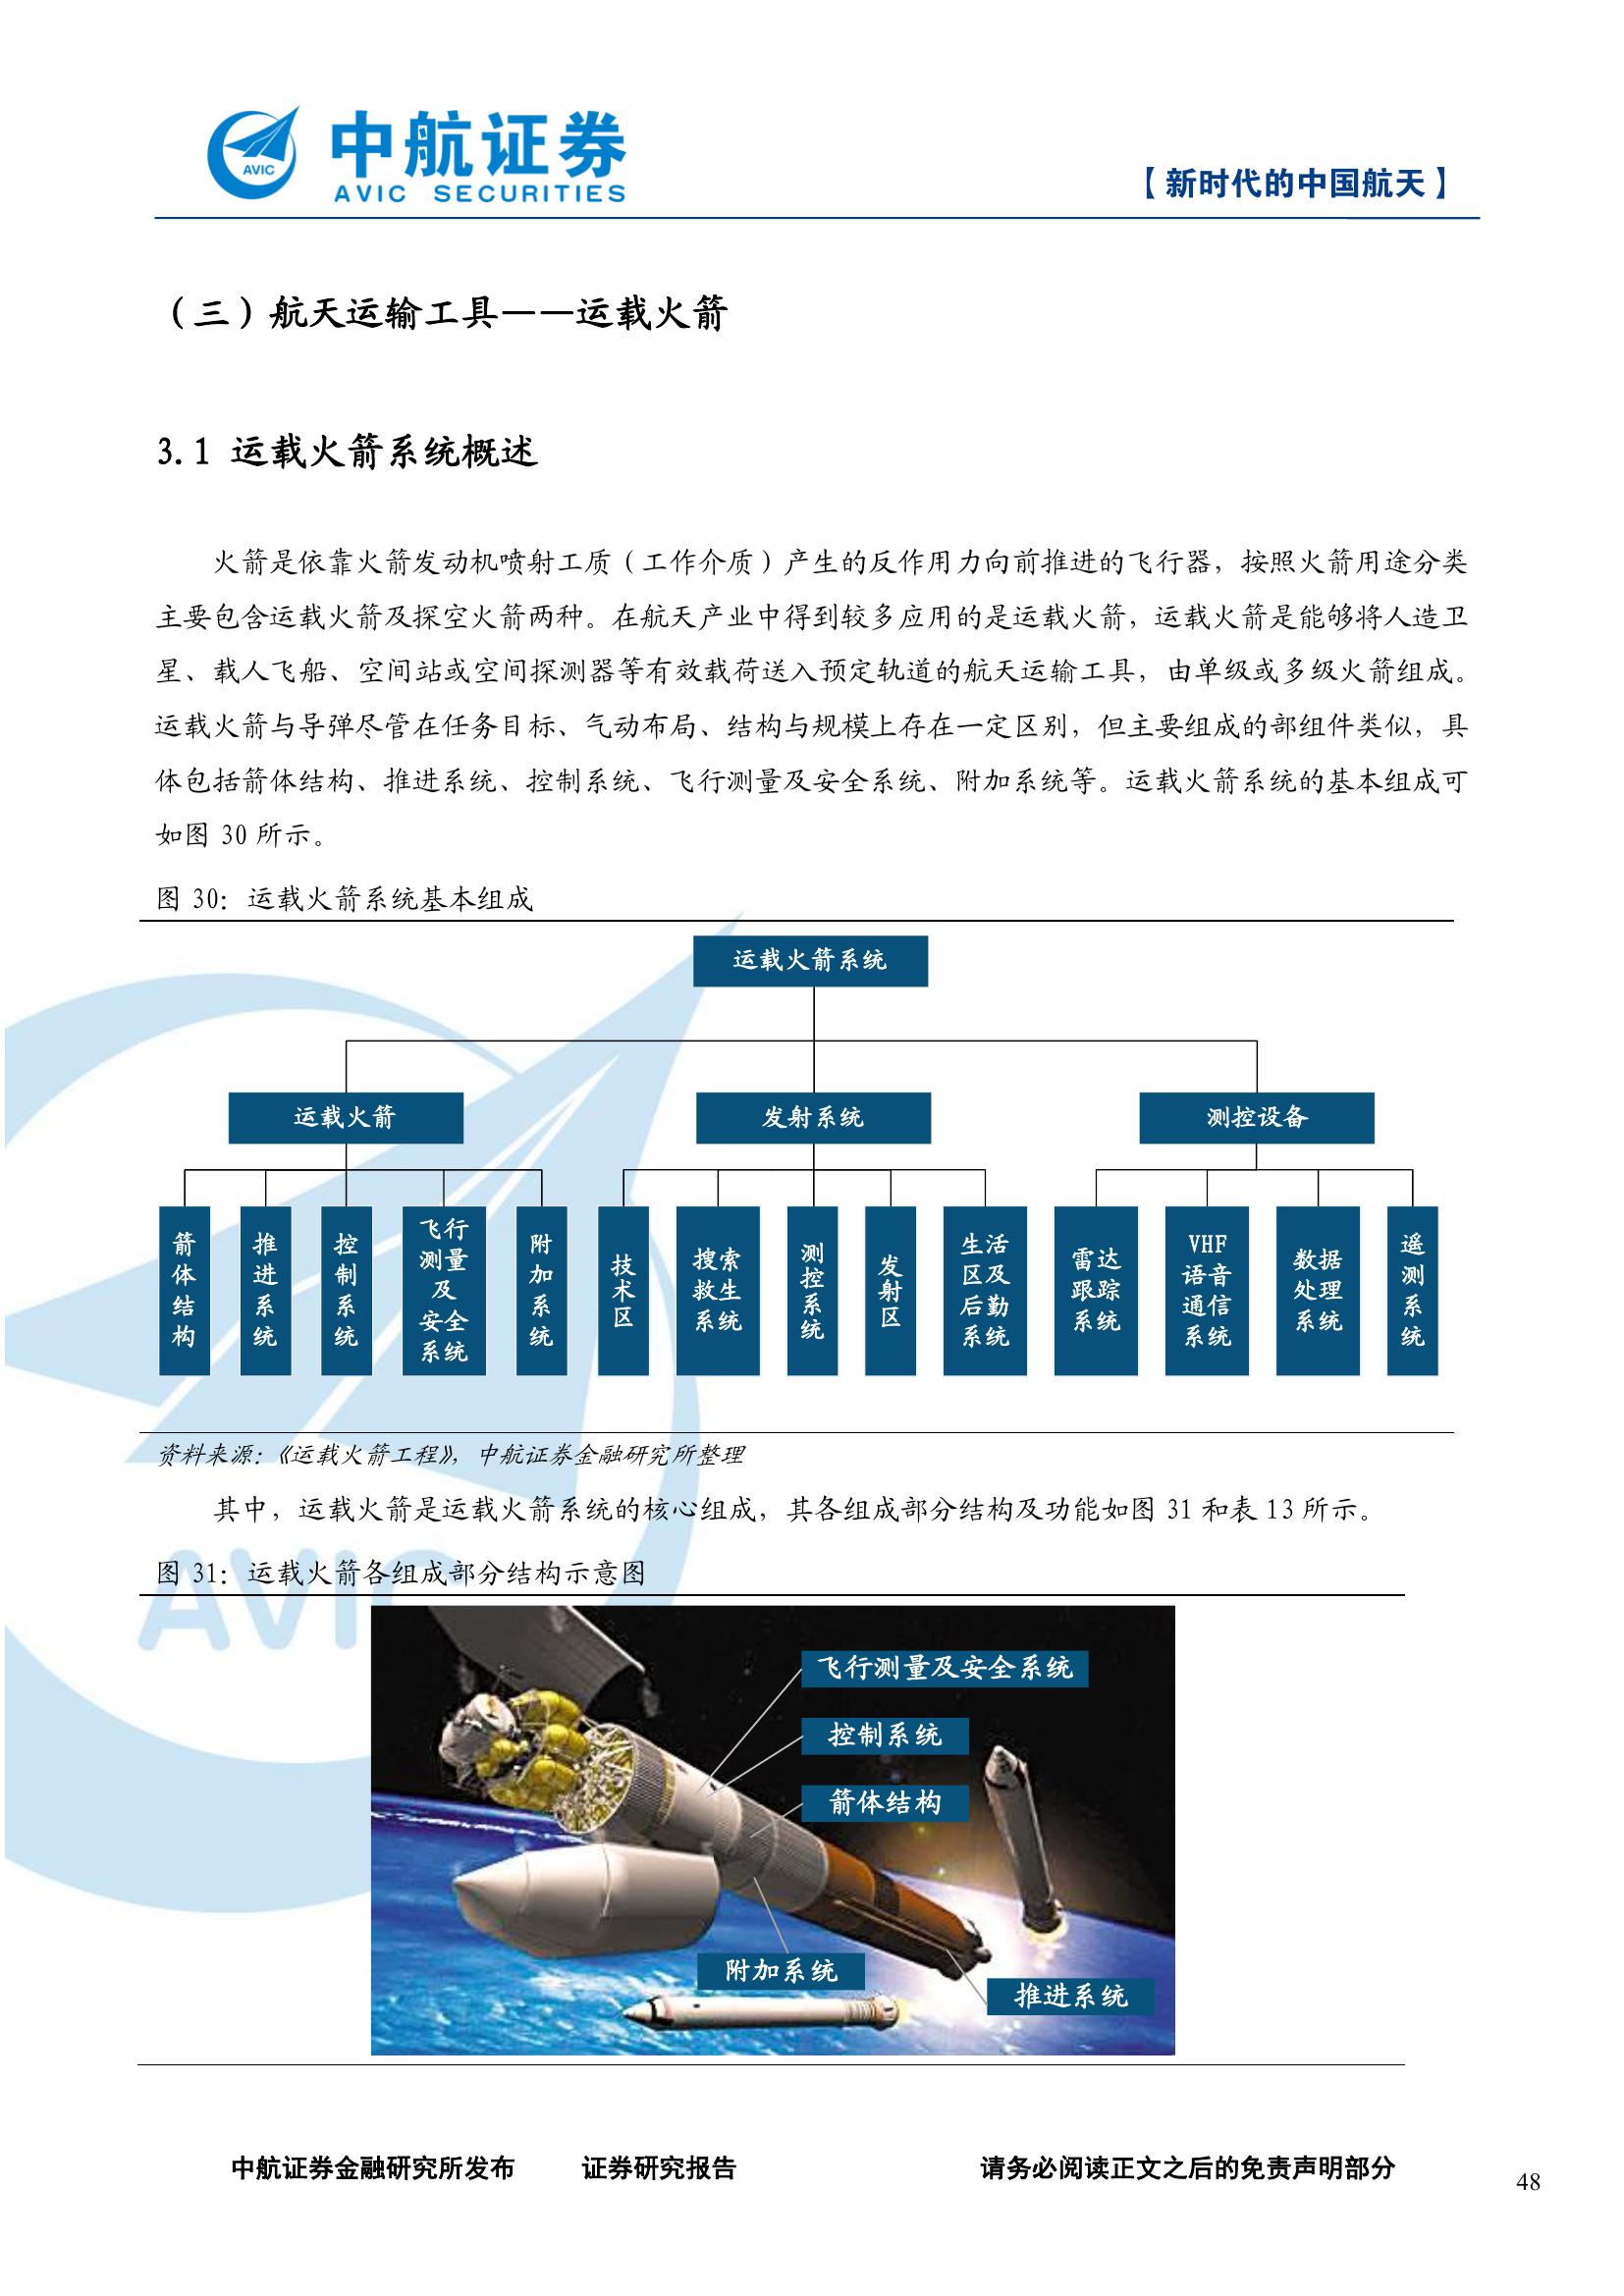 AVIC
中航证券
AVIC SECURITIES
【新时代的中国航天】
（三）航天运输工具——运载火箭
3.1 运载火箭系统概述
火箭是依靠火箭发动机喷射工质（工作介质）产生的反作用力向前推进的飞行器，按照火箭用途分类
主要包含运载火箭及探空火箭两种。在航天产业中得到较多应用的是运载火箭，运载火箭是能够将人造卫
星、载人飞船、空间站或空间探测器等有效载荷送入预定轨道的航天运输工具，由单级或多级火箭组成。
运载火箭与导弹尽管在任务目标、气动布局、结构与规模上存在一定区别，但主要组成的部组件类似，具
体包括箭体结构、推进系统、控制系统、飞行测量及安全系统、附加系统等。运载火箭系统的基本组成可
如图 30 所示。
图 30：运载火箭系统基本组成
运载火箭系统
运载火箭
发射系统
测控设备
箭体结构
推进系统
控制系统
飞行
测量
及
安全
系统
附加系统
技术区
搜索
救生
系统
测控系统
发射区
生活
区及
后勤
系统
雷达
跟踪
系统
VHF
语音
通信
系统
数据
处理
系统
遥测系统
资料来源：《运载火箭工程》，中航证券金融研究所整理
其中，运载火箭是运载火箭系统的核心组成，其各组成部分结构及功能如图 31 和表 13 所示。
图 31：运载火箭各组成部分结构示意图
AVIC
飞行测量及安全系统
控制系统
箭体结构
附加系统
推进系统
中航证券金融研究所发布 证券研究报告 请务必阅读正文之后的免责声明部分
48